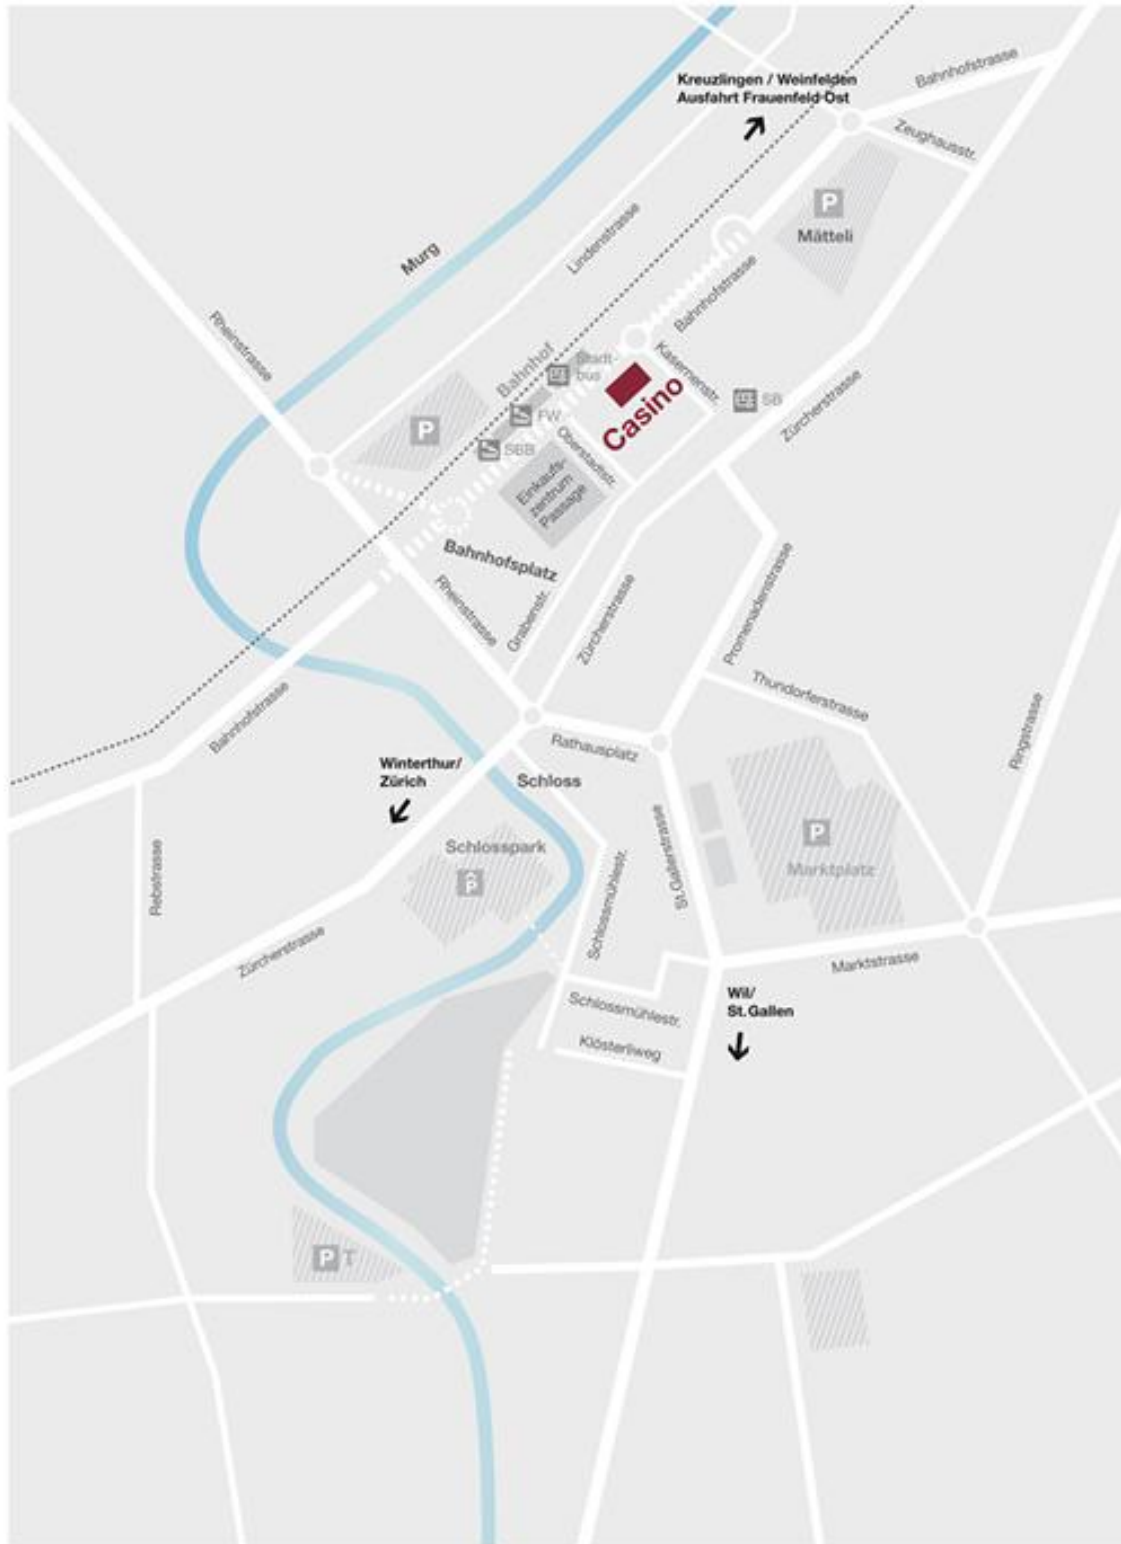 Kreuzlingen / Weinfelden
Ausfahrt Frauenfeld-Ost
Bahnhofstrasse
Zeughausstr.
P
Mätteli
Murg
Lindenstrasse
Bahnhofstrasse
Rheinstrasse
Bahnhof
Stadt-
bus
Kasernenstr.
Casino
SB
Zürcherstrasse
P
FW
SBB
Oberstadtstr.
Einkaufs-
zentrum
Passage
Bahnhofsplatz
Rheinstrasse
Grabenstr.
Zürcherstrasse
Promenadenstrasse
Thundorferstrasse
Ringstrasse
Bahnhofstrasse
Rathausplatz
Winterthur/
Zürich
Schloss
Schlosspark
P
St.Gallerstrasse
P
Marktplatz
Rebstrasse
Schlossmühlestr.
Zürcherstrasse
Marktstrasse
Wil/
St. Gallen
Schlossmühlestr.
Klösterliweg
P T